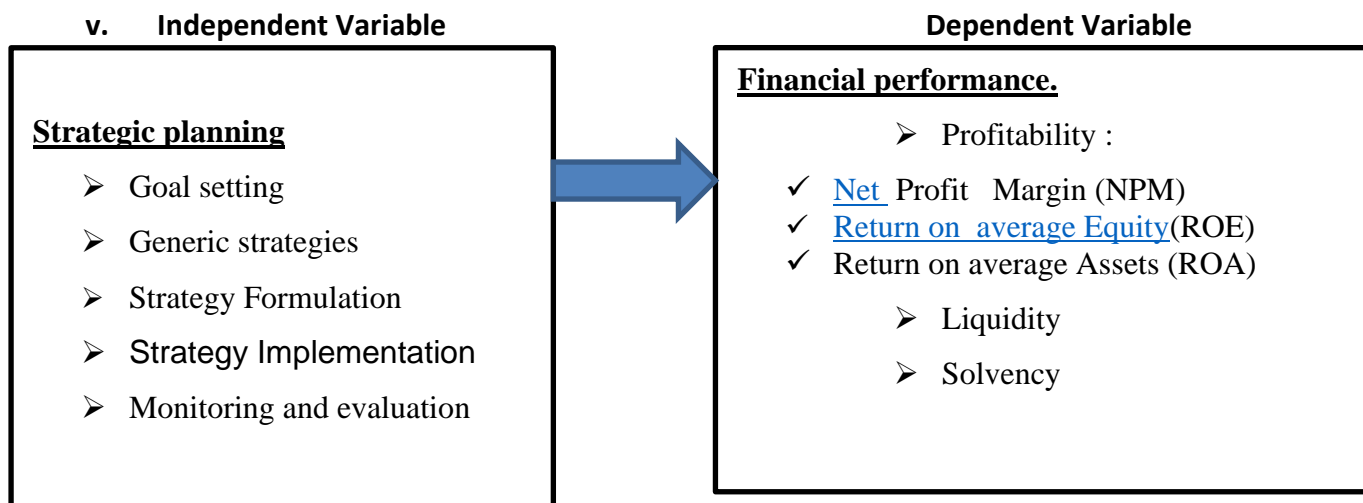 v. Independent Variable
Dependent Variable
Strategic planning
➢ Goal setting
➢ Generic strategies
➢ Strategy Formulation
➢ Strategy Implementation
➢ Monitoring and evaluation
Financial performance.
➢ Profitability :
✓ Net Profit Margin (NPM)
✓ Return on average Equity(ROE)
✓ Return on average Assets (ROA)
➢ Liquidity
➢ Solvency